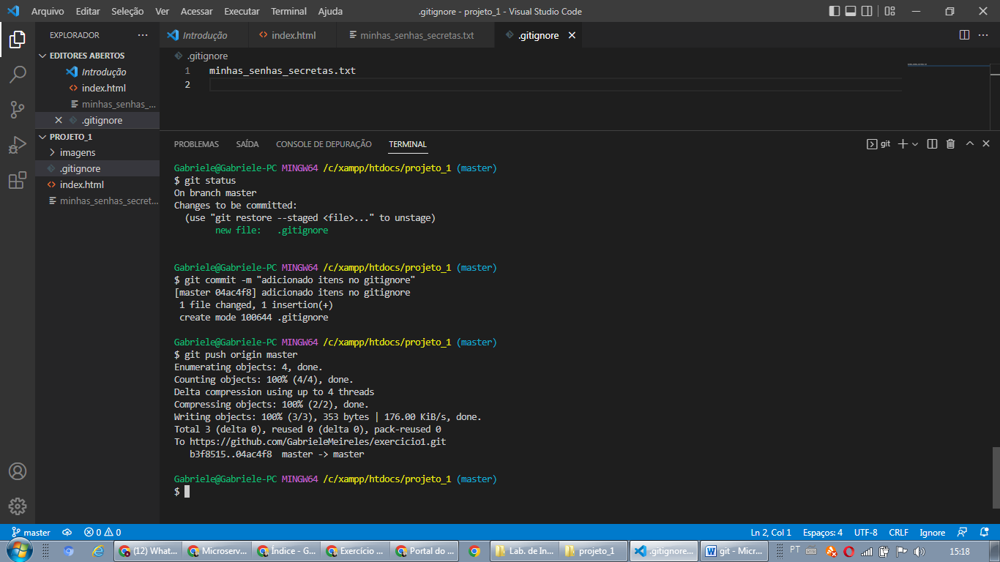 Arquivo Editar Seleção Ver Acessar Executar Terminal Ajuda
.gitignore - projeto_1 - Visual Studio Code
EXPLORADOR
EDITORES ABERTOS
Introdução
index.html
minhas_senhas_...
.gitignore
PROJETO_1
imagens
.gitignore
index.html
minhas_senhas_secret...
Introdução index.html minhas_senhas_secretas.txt .gitignore
.gitignore
1 minhas_senhas_secretas.txt
2
PROBLEMAS SAÍDA CONSOLE DE DEPURAÇÃO TERMINAL
git
Gabriele@Gabriele-PC MINGW64 /c/xampp/htdocs/projeto_1 (master)
$ git status
On branch master
Changes to be committed:
(use "git restore --staged <file>..." to unstage)
new file: .gitignore
Gabriele@Gabriele-PC MINGW64 /c/xampp/htdocs/projeto_1 (master)
$ git commit -m "adicionado itens no gitignore"
[master 04ac4f8] adicionado itens no gitignore
1 file changed, 1 insertion(+)
create mode 100644 .gitignore
Gabriele@Gabriele-PC MINGW64 /c/xampp/htdocs/projeto_1 (master)
$ git push origin master
Enumerating objects: 4, done.
Counting objects: 100% (4/4), done.
Delta compression using up to 4 threads
Compressing objects: 100% (2/2), done.
Writing objects: 100% (3/3), 353 bytes | 176.00 KiB/s, done.
Total 3 (delta 0), reused 0 (delta 0), pack-reused 0
To https://github.com/GabrieleMeireles/exercicio1.git
b3f8515..04ac4f8 master -> master
Gabriele@Gabriele-PC MINGW64 /c/xampp/htdocs/projeto_1 (master)
$
master 0 0 Ln 2, Col 1 Espaços: 4 UTF-8 CRLF Ignore
(12) What... Microserv... Índice - G... Exercício ... Portal do ... Lab. de In... projeto_1 .gitignore... git - Micr... PT 15:18